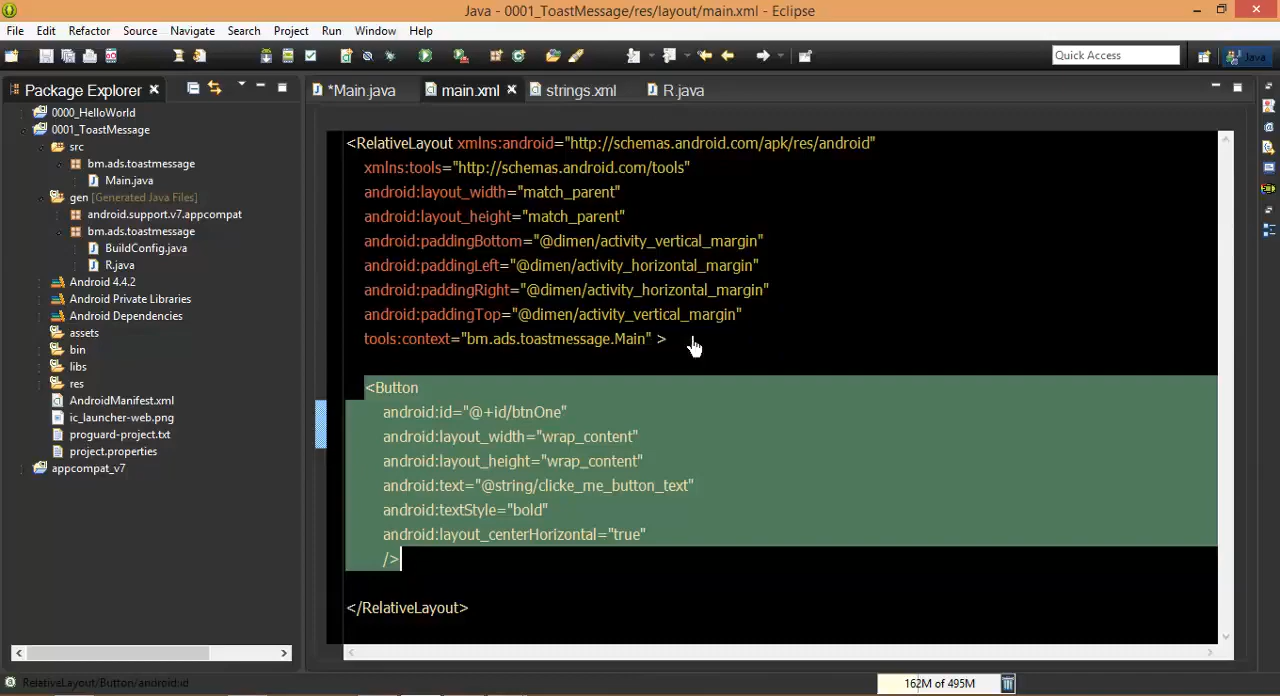 Java - 0001_ToastMessage/res/layout/main.xml - Eclipse
File Edit Refactor Source Navigate Search Project Run Window Help
Quick Access
Java
Package Explorer
*Main.java
main.xml
strings.xml
R.java
0000_HelloWorld
0001_ToastMessage
src
bm.ads.toastmessage
Main.java
gen [Generated Java Files]
android.support.v7.appcompat
bm.ads.toastmessage
BuildConfig.java
R.java
Android 4.4.2
Android Private Libraries
Android Dependencies
assets
bin
libs
res
AndroidManifest.xml
ic_launcher-web.png
proguard-project.txt
project.properties
appcompat_v7
<RelativeLayout xmlns:android="http://schemas.android.com/apk/res/android"
xmlns:tools="http://schemas.android.com/tools"
android:layout_width="match_parent"
android:layout_height="match_parent"
android:paddingBottom="@dimen/activity_vertical_margin"
android:paddingLeft="@dimen/activity_horizontal_margin"
android:paddingRight="@dimen/activity_horizontal_margin"
android:paddingTop="@dimen/activity_vertical_margin"
tools:context="bm.ads.toastmessage.Main" >
<Button
android:id="@+id/btnOne"
android:layout_width="wrap_content"
android:layout_height="wrap_content"
android:text="@string/clicke_me_button_text"
android:textStyle="bold"
android:layout_centerHorizontal="true"
/>
</RelativeLayout>
RelativeLayout/Button/android:id
162M of 495M